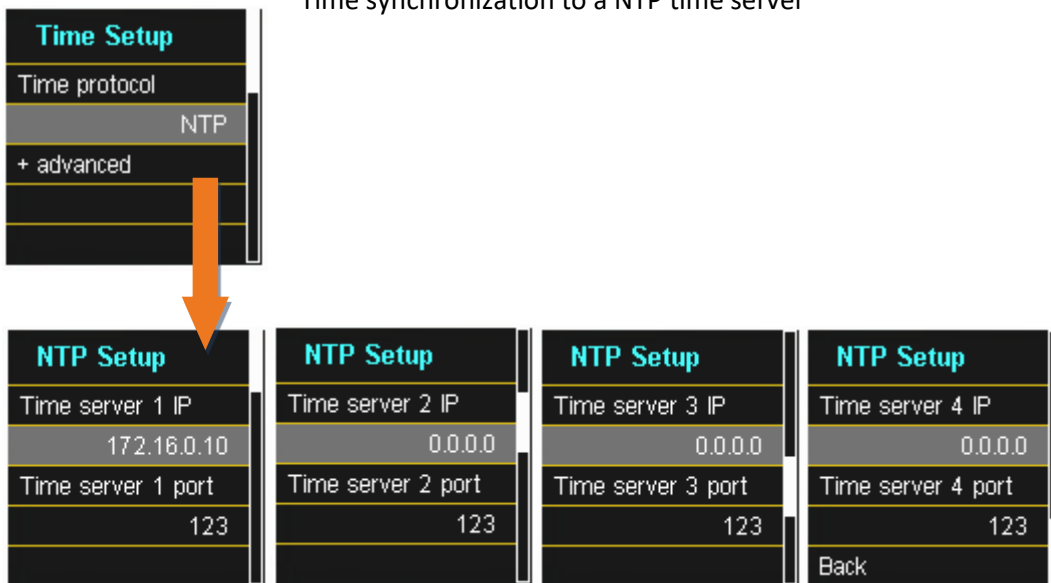 Time synchronization to a NTP time server
Time Setup
Time protocol
NTP
+ advanced
NTP Setup
Time server 1 IP
172.16.0.10
Time server 1 port
123
NTP Setup
Time server 2 IP
0.0.0.0
Time server 2 port
123
NTP Setup
Time server 3 IP
0.0.0.0
Time server 3 port
123
NTP Setup
Time server 4 IP
0.0.0.0
Time server 4 port
123
Back